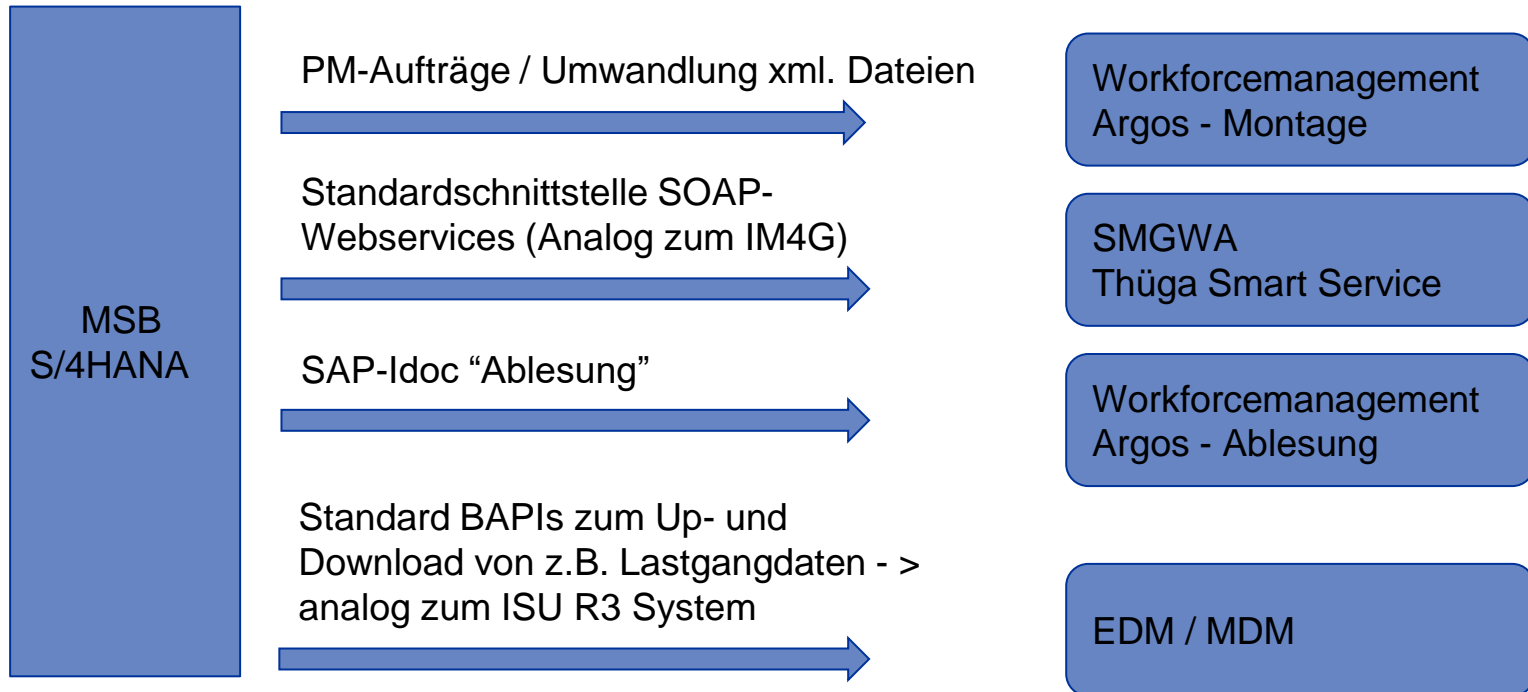 PM-Aufträge / Umwandlung xml. Dateien
Workforcemanagement
Argos - Montage
Standardschnittstelle SOAP-
Webservices (Analog zum IM4G)
SMGWA
Thüga Smart Service
MSB
S/4HANA
SAP-Idoc “Ablesung”
Workforcemanagement
Argos - Ablesung
Standard BAPIs zum Up- und
Download von z.B. Lastgangdaten - >
analog zum ISU R3 System
EDM / MDM